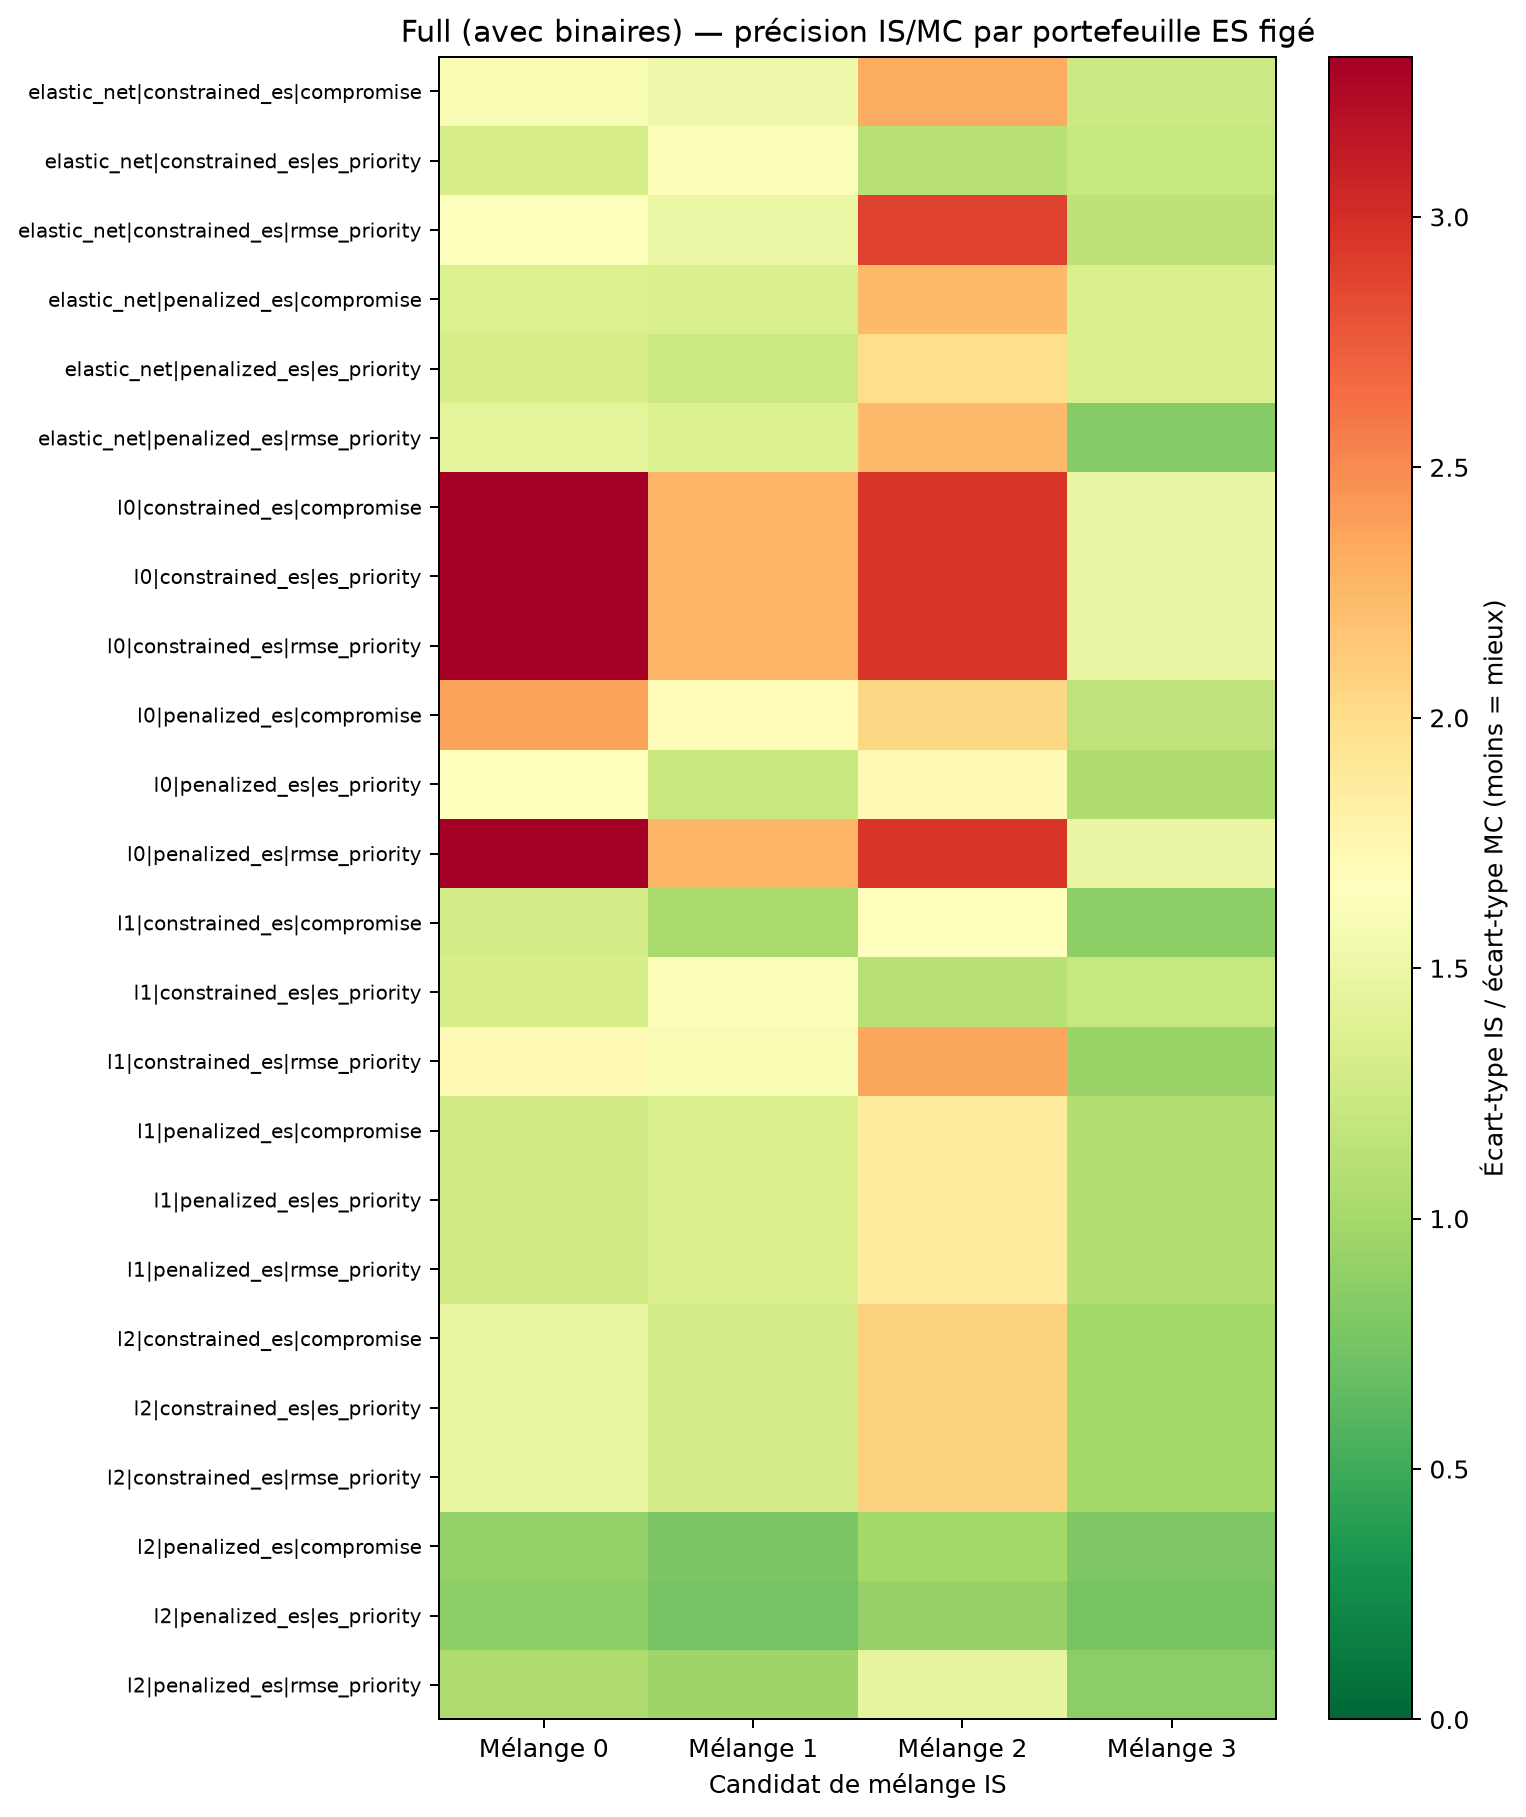 Full (avec binaires) — précision IS/MC par portefeuille ES figé
elastic_net|constrained_es|compromise
elastic_net|constrained_es|es_priority
elastic_net|constrained_es|rmse_priority
elastic_net|penalized_es|compromise
elastic_net|penalized_es|es_priority
elastic_net|penalized_es|rmse_priority
l0|constrained_es|compromise
l0|constrained_es|es_priority
l0|constrained_es|rmse_priority
l0|penalized_es|compromise
l0|penalized_es|es_priority
l0|penalized_es|rmse_priority
l1|constrained_es|compromise
l1|constrained_es|es_priority
l1|constrained_es|rmse_priority
l1|penalized_es|compromise
l1|penalized_es|es_priority
l1|penalized_es|rmse_priority
l2|constrained_es|compromise
l2|constrained_es|es_priority
l2|constrained_es|rmse_priority
l2|penalized_es|compromise
l2|penalized_es|es_priority
l2|penalized_es|rmse_priority
Mélange 0
Mélange 1
Mélange 2
Mélange 3
Candidat de mélange IS
3.0
2.5
2.0
1.5
1.0
0.5
0.0
Écart-type IS / écart-type MC (moins = mieux)